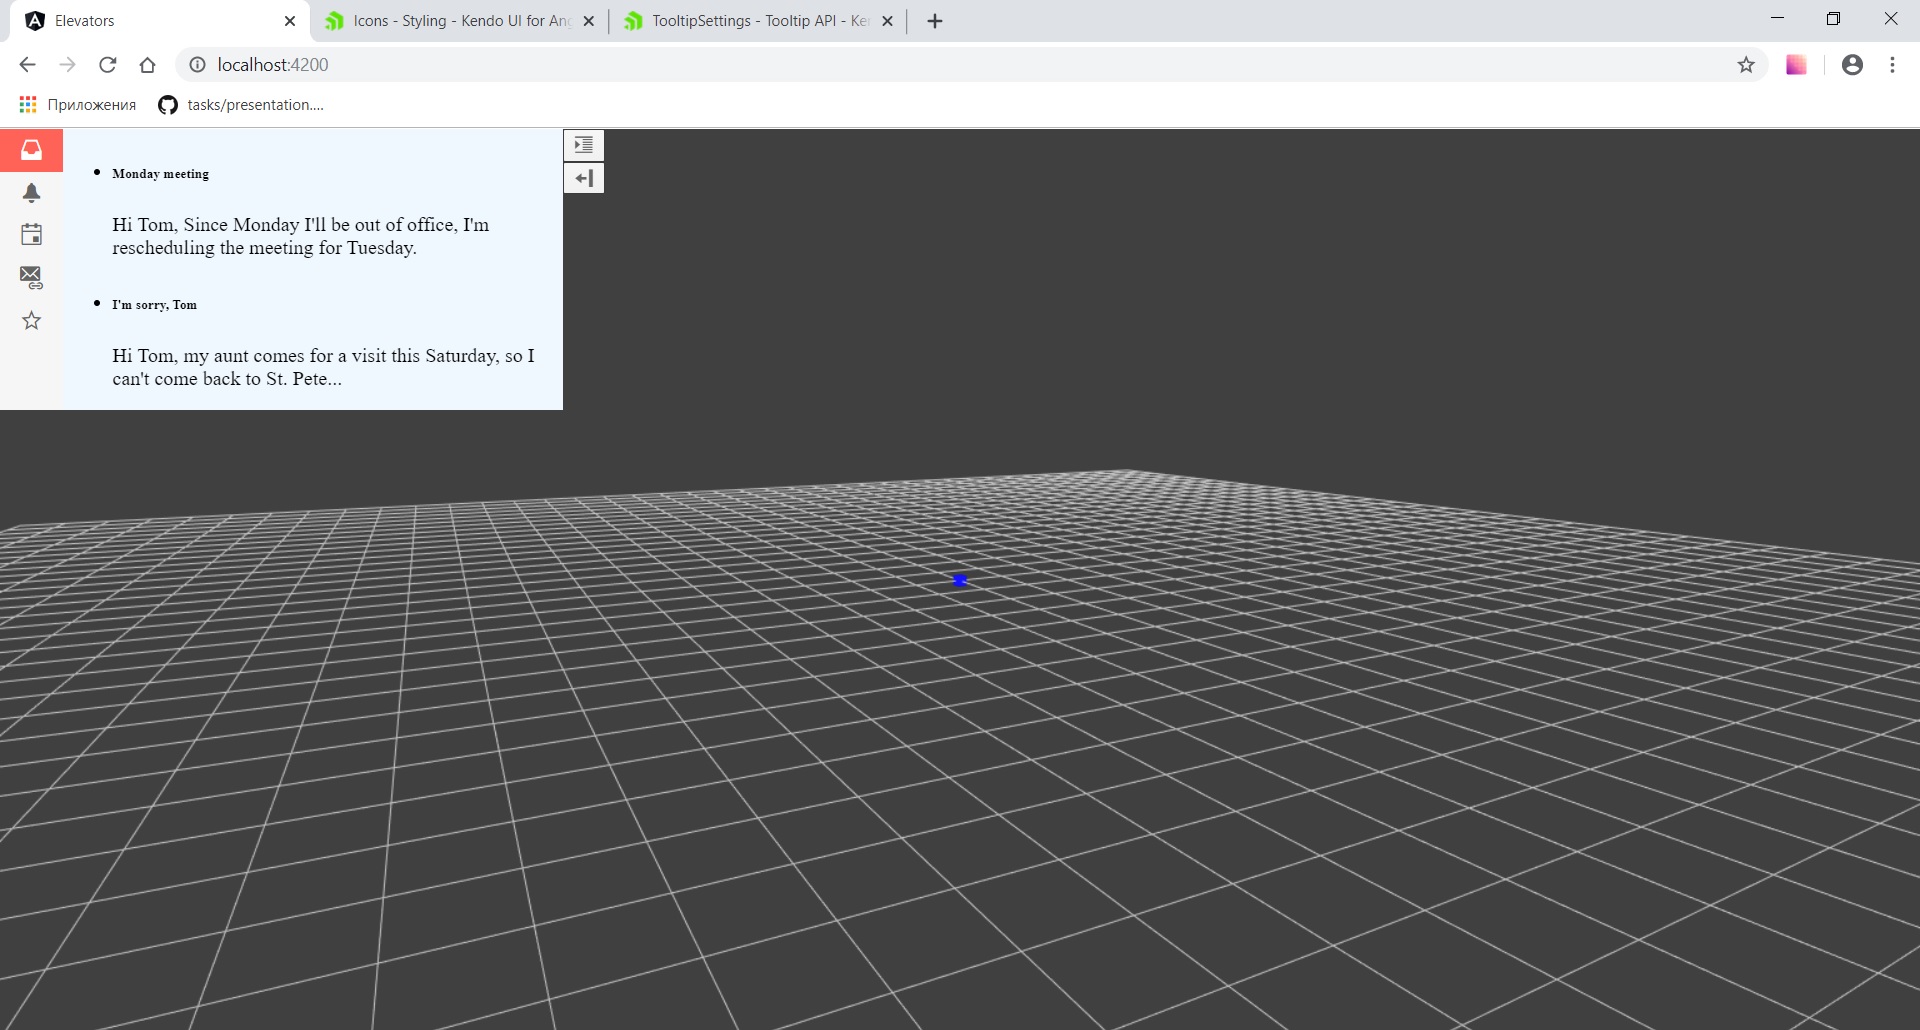 Elevators
Icons - Styling - Kendo UI for Ang
TooltipSettings - Tooltip API - Ke
localhost:4200
Приложения
tasks/presentation....
Monday meeting
Hi Tom, Since Monday I'll be out of office, I'm
rescheduling the meeting for Tuesday.
I'm sorry, Tom
Hi Tom, my aunt comes for a visit this Saturday, so I
can't come back to St. Pete...